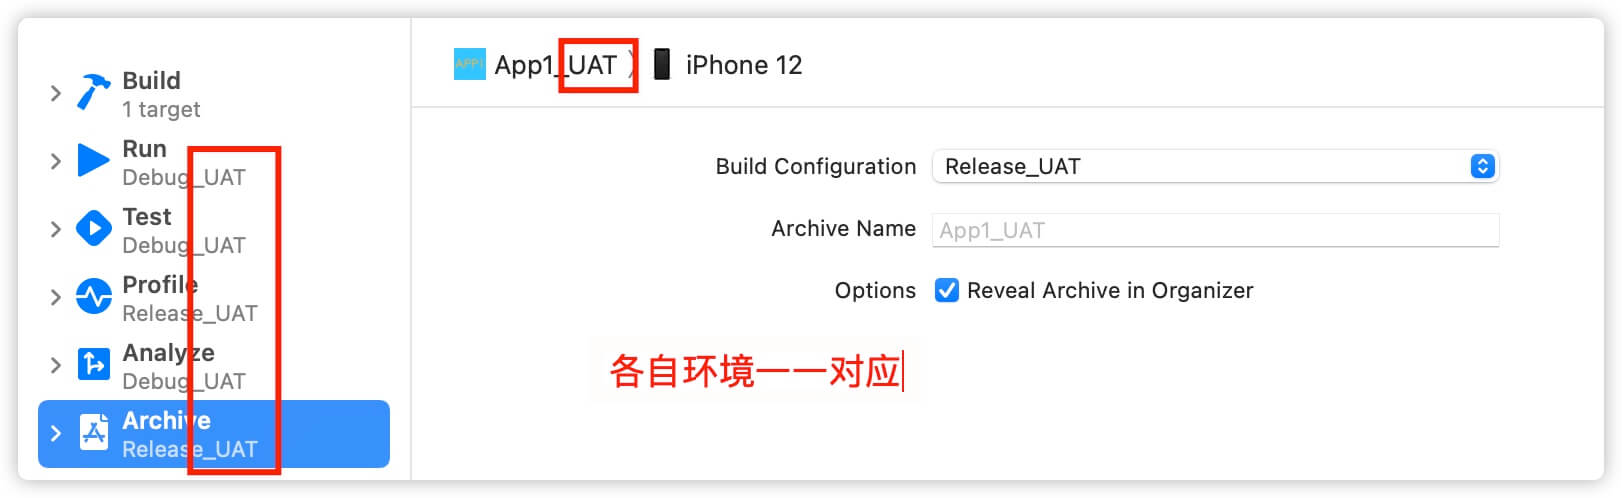 Build
1 target
Run
Debug_UAT
Test
Debug_UAT
Profile
Release_UAT
Analyze
Debug_UAT
Archive
Release_UAT
APP1 App1_UAT 〉 iPhone 12
Build Configuration Release_UAT
Archive Name App1_UAT
Options Reveal Archive in Organizer
各自环境一一对应